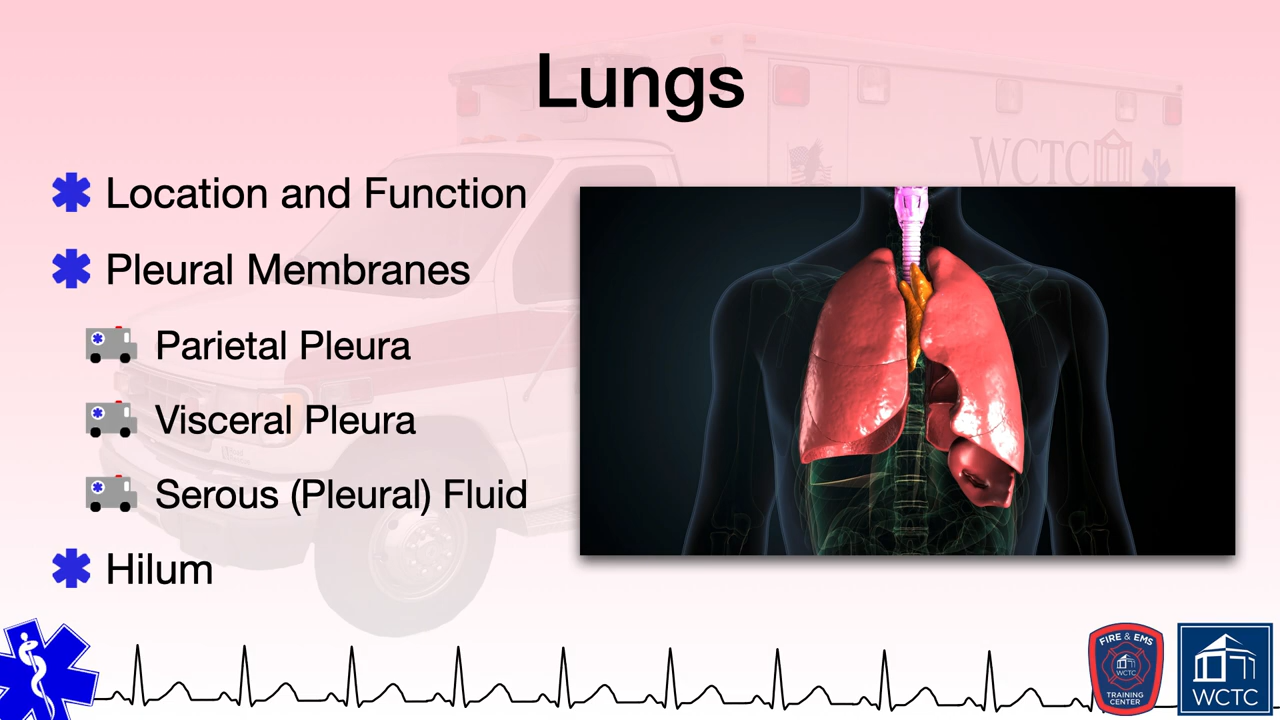 Lungs
WCTC
Location and Function
Pleural Membranes
Parietal Pleura
Visceral Pleura
Serous (Pleural) Fluid
Hilum
FIRE & EMS
WCTC
TRAINING
CENTER
WCTC